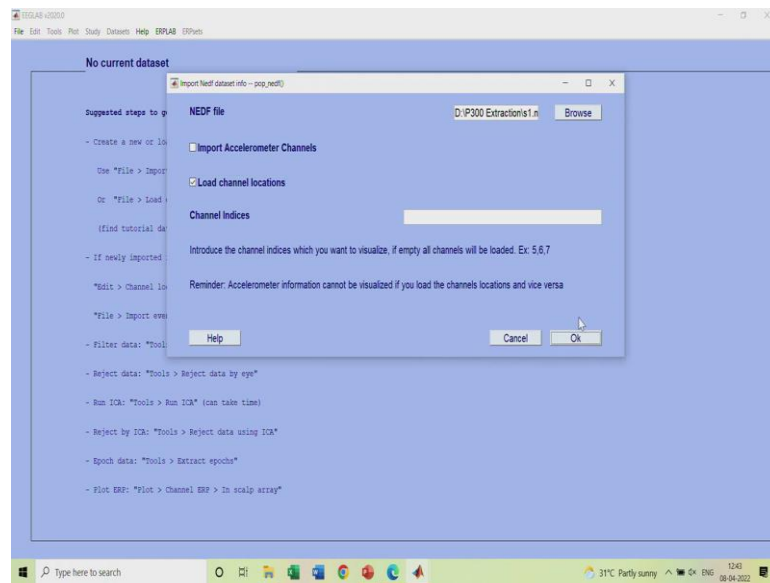 EEGLAB v2020.0
File Edit Tools Plot Study Datasets Help ERPLAB ERPsets
No current dataset
Import Nedf dataset info -- pop_nedf()
Suggested steps to g
NEDF file
D:\P300 Extraction\s1.n
Browse
- Create a new or lo
Import Accelerometer Channels
Use "File > Impor
Load channel locations
Or "File > Load
Channel Indices
(find tutorial da
Introduce the channel indices which you want to visualize, if empty all channels will be loaded. Ex: 5,6,7
- If newly imported
"Edit > Channel lo
Reminder: Accelerometer information cannot be visualized if you load the channels locations and vice versa
"File > Import eve
- Filter data: "Tool
Help
Cancel
Ok
- Reject data: "Tools > Reject data by eye"
- Run ICA: "Tools > Run ICA" (can take time)
- Reject by ICA: "Tools > Reject data using ICA"
- Epoch data: "Tools > Extract epochs"
- Plot ERP: "Plot > Channel ERP > In scalp array"
Type here to search
31°C Partly sunny
ENG
12:43
08-04-2022